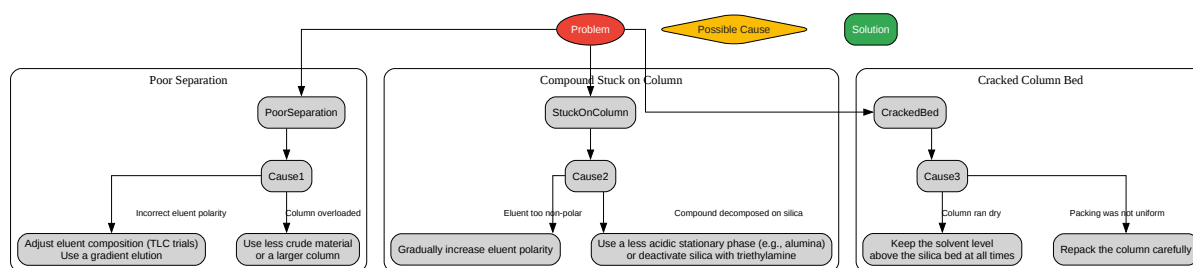 Problem
Possible Cause
Solution
Poor Separation
Compound Stuck on Column
Cracked Column Bed
PoorSeparation
StuckOnColumn
CrackedBed
Cause1
Cause2
Cause3
Incorrect eluent polarity
Column overloaded
Eluent too non-polar
Compound decomposed on silica
Column ran dry
Packing was not uniform
Adjust eluent composition (TLC trials)
Use a gradient elution
Use less crude material
or a larger column
Gradually increase eluent polarity
Use a less acidic stationary phase (e.g., alumina)
or deactivate silica with triethylamine
Keep the solvent level
above the silica bed at all times
Repack the column carefully